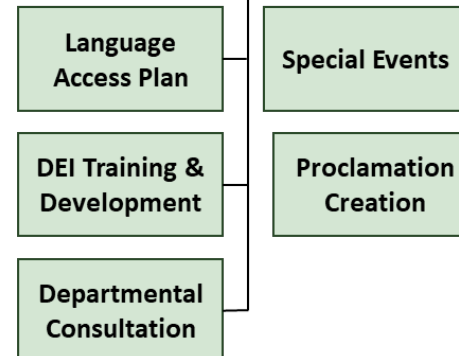 Language
Access Plan
Special Events
DEI Training &
Development
Proclamation
Creation
Departmental
Consultation